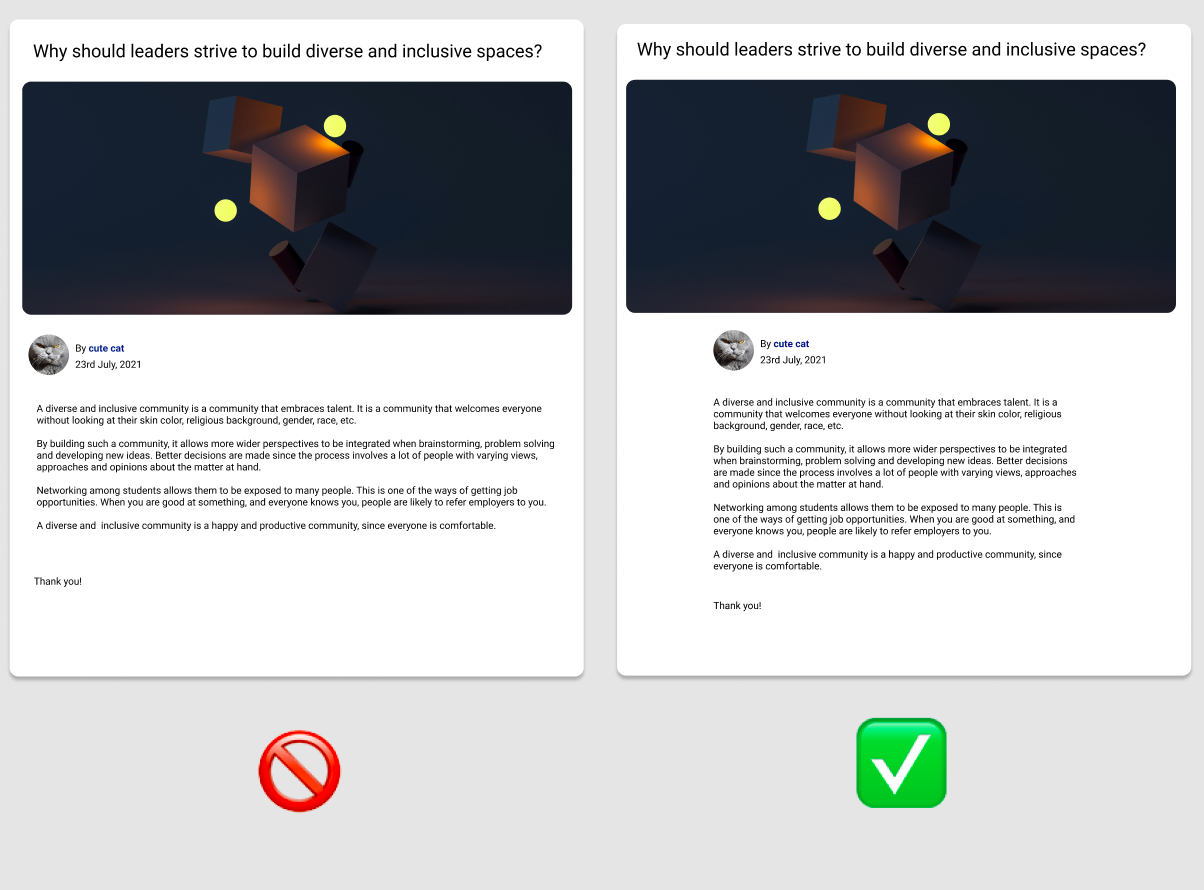 Why should leaders strive to build diverse and inclusive spaces?
By cute cat
23rd July, 2021
A diverse and inclusive community is a community that embraces talent. It is a community that welcomes everyone
without looking at their skin color, religious background, gender, race, etc.
By building such a community, it allows more wider perspectives to be integrated when brainstorming, problem solving
and developing new ideas. Better decisions are made since the process involves a lot of people with varying views,
approaches and opinions about the matter at hand.
Networking among students allows them to be exposed to many people. This is one of the ways of getting job
opportunities. When you are good at something, and everyone knows you, people are likely to refer employers to you.
A diverse and  inclusive community is a happy and productive community, since everyone is comfortable.
Thank you!
Why should leaders strive to build diverse and inclusive spaces?
By cute cat
23rd July, 2021
A diverse and inclusive community is a community that embraces talent. It is a
community that welcomes everyone without looking at their skin color, religious
background, gender, race, etc.
By building such a community, it allows more wider perspectives to be integrated
when brainstorming, problem solving and developing new ideas. Better decisions
are made since the process involves a lot of people with varying views, approaches
and opinions about the matter at hand.
Networking among students allows them to be exposed to many people. This is
one of the ways of getting job opportunities. When you are good at something, and
everyone knows you, people are likely to refer employers to you.
A diverse and  inclusive community is a happy and productive community, since
everyone is comfortable.
Thank you!